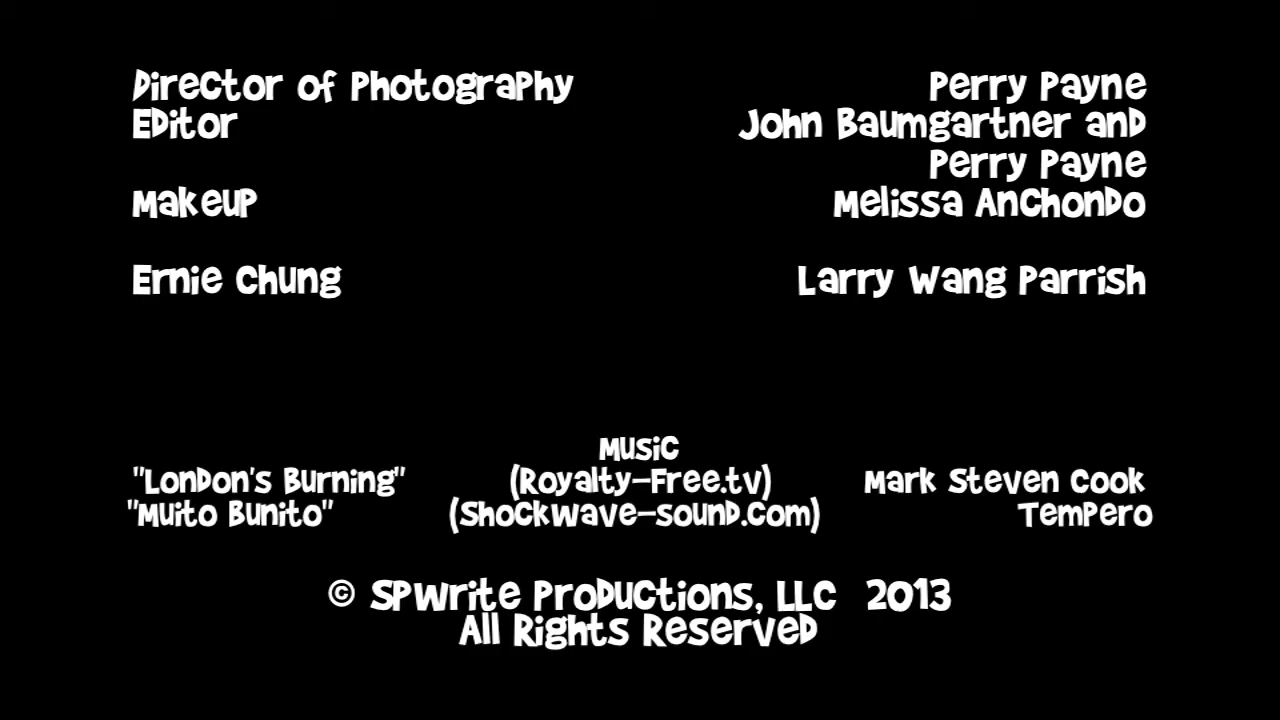 Director of Photography Perry Payne
Editor John Baumgartner and
Perry Payne
Makeup Melissa Anchondo
Ernie Chung Larry Wang Parrish
Music
"London's Burning" (Royalty-Free.tv) Mark Steven Cook
"Muito Bunito" (Shockwave-sound.com) Tempero
© SPwrite Productions, LLC 2013
All Rights Reserved